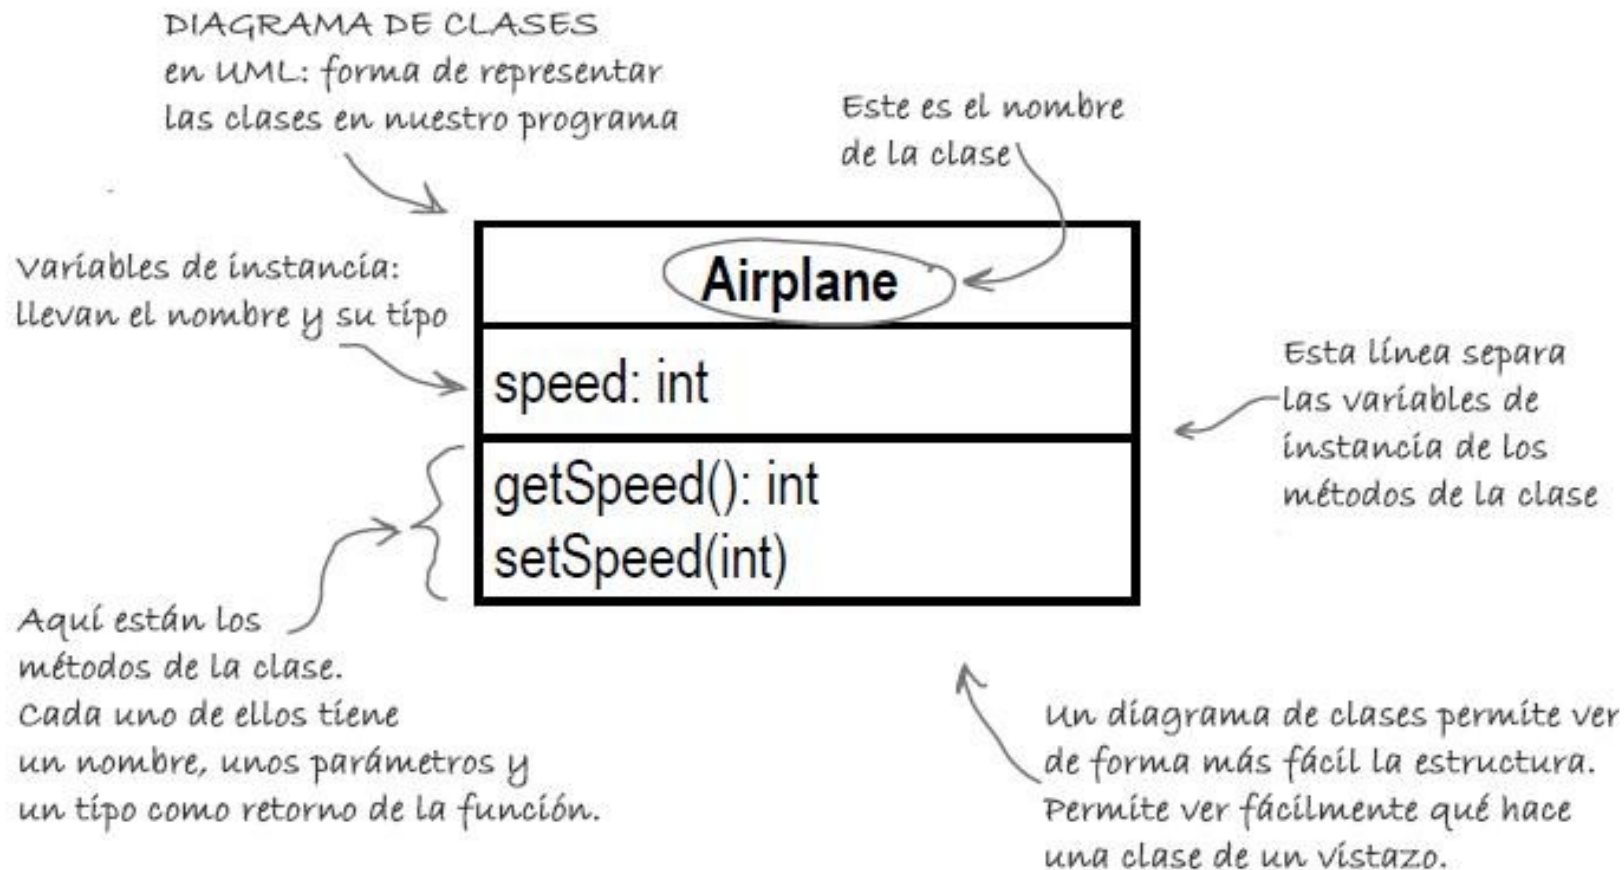 DIAGRAMA DE CLASES
en UML: forma de representar
las clases en nuestro programa
Este es el nombre
de la clase
Variables de instancia:
llevan el nombre y su tipo
Airplane
speed: int
Esta línea separa
las variables de
instancia de los
métodos de la clase
getSpeed(): int
setSpeed(int)
Aquí están los
métodos de la clase.
Cada uno de ellos tiene
un nombre, unos parámetros y
un tipo como retorno de la función.
Un diagrama de clases permite ver
de forma más fácil la estructura.
Permite ver fácilmente qué hace
una clase de un vistazo.